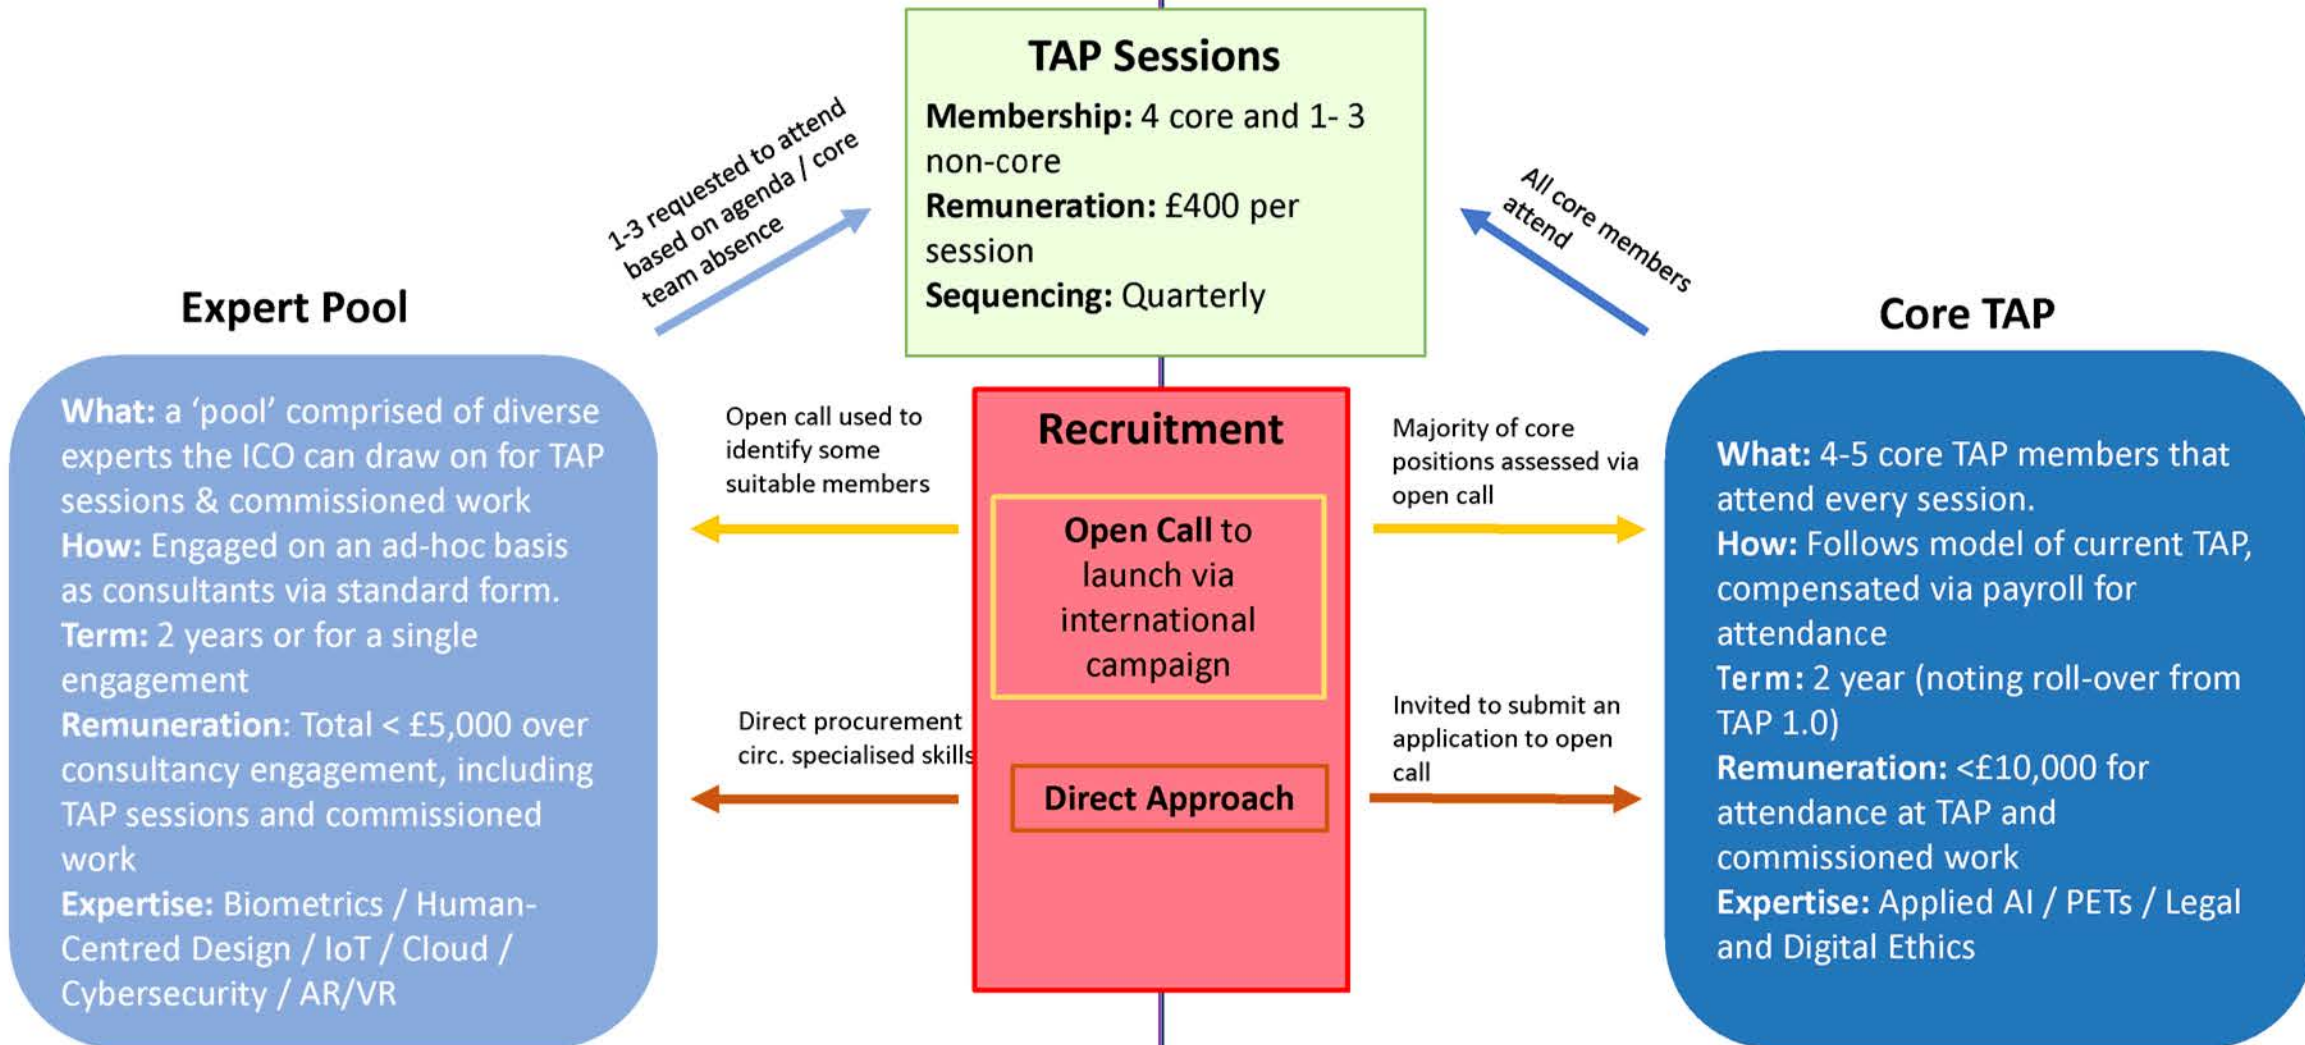 TAP Sessions
Membership: 4 core and 1- 3
non-core
Remuneration: £400 per
session
Sequencing: Quarterly
1-3 requested to attend
based on agenda / core
team absence
All core members
attend
Expert Pool
What: a ‘pool’ comprised of diverse
experts the ICO can draw on for TAP
sessions & commissioned work
How: Engaged on an ad-hoc basis
as consultants via standard form.
Term: 2 years or for a single
engagement
Remuneration: Total < £5,000 over
consultancy engagement, including
TAP sessions and commissioned
work
Expertise: Biometrics / Human-
Centred Design / IoT / Cloud /
Cybersecurity / AR/VR
Open call used to
identify some
suitable members
Direct procurement
circ. specialised skills
Recruitment
Open Call to
launch via
international
campaign
Direct Approach
Majority of core
positions assessed via
open call
Invited to submit an
application to open
call
Core TAP
What: 4-5 core TAP members that
attend every session.
How: Follows model of current TAP,
compensated via payroll for
attendance
Term: 2 year (noting roll-over from
TAP 1.0)
Remuneration: <£10,000 for
attendance at TAP and
commissioned work
Expertise: Applied AI / PETs / Legal
and Digital Ethics